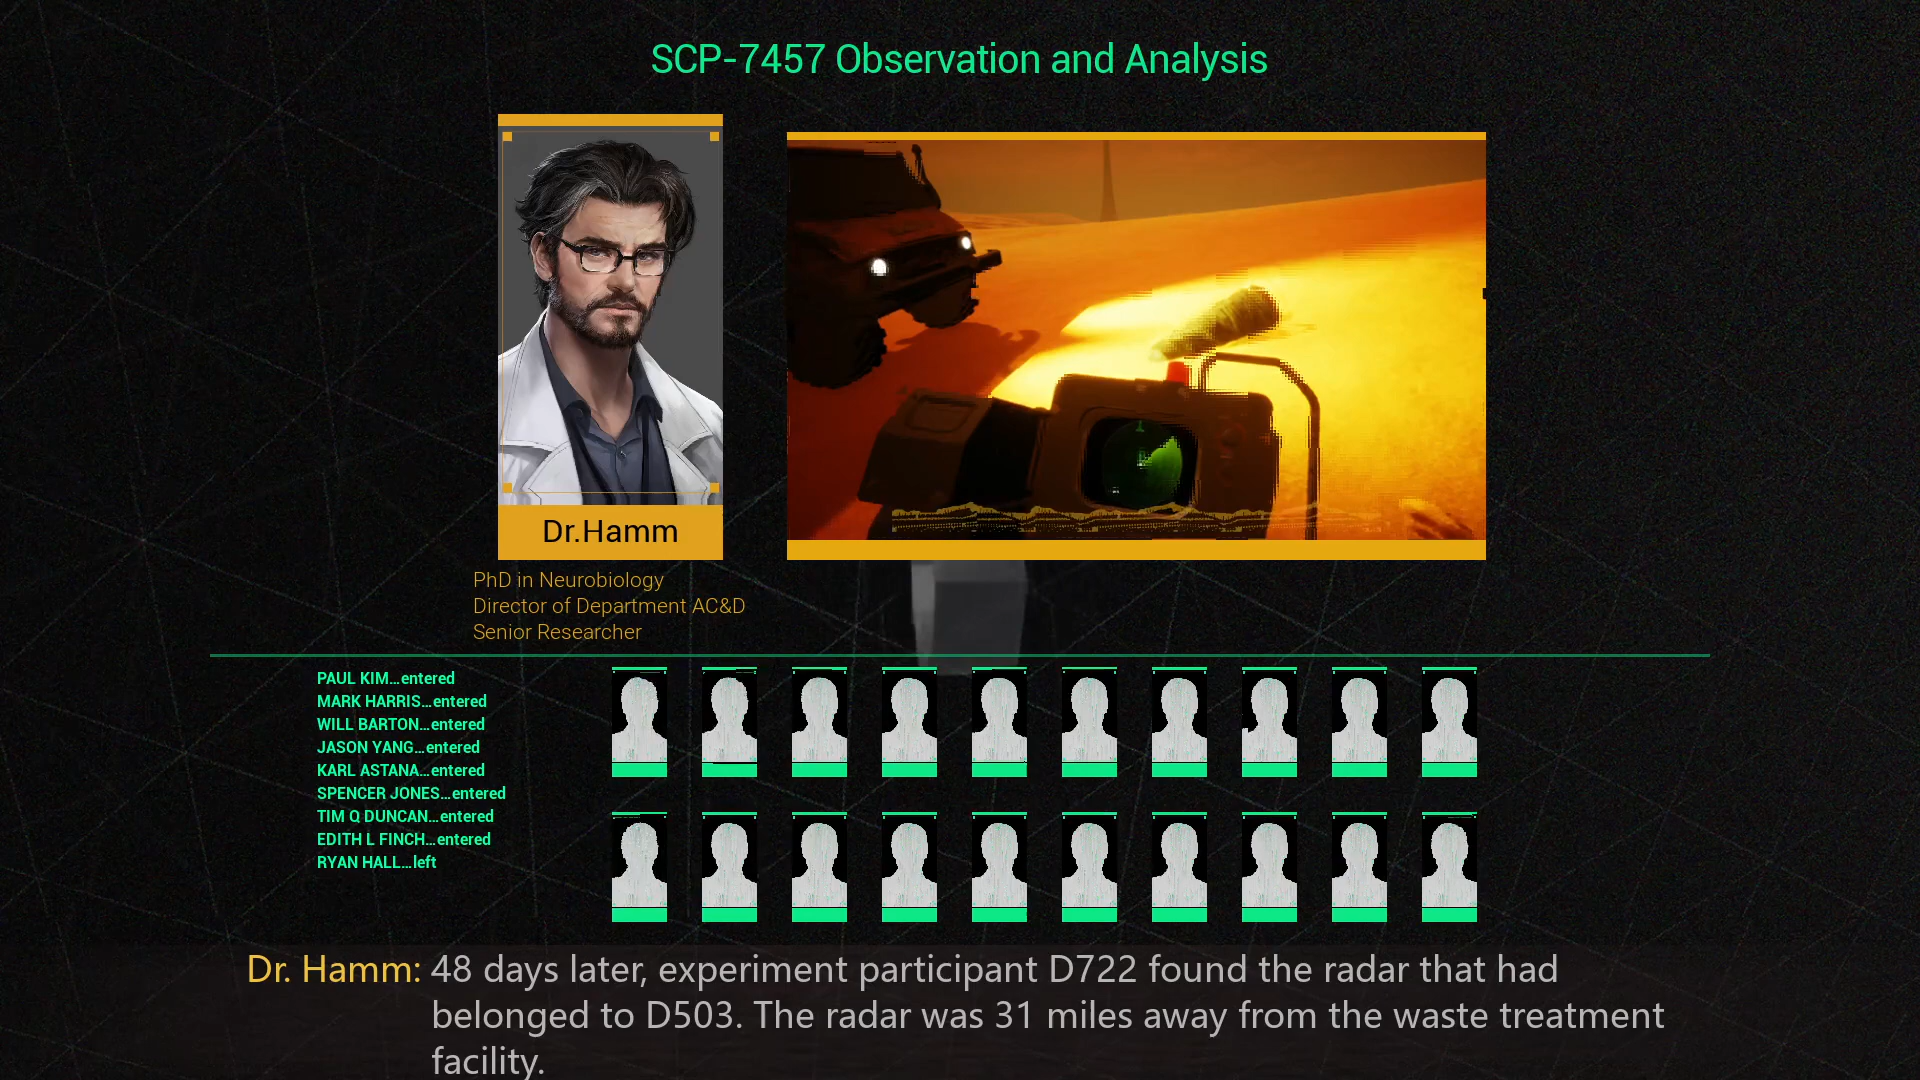 SCP-7457 Observation and Analysis
Dr.Hamm
PhD in Neurobiology
Director of Department AC&D
Senior Researcher
PAUL KIM...entered
MARK HARRIS...entered
WILL BARTON...entered
JASON YANG...entered
KARL ASTANA...entered
SPENCER JONES...entered
TIM Q DUNCAN...entered
EDITH L FINCH...entered
RYAN HALL...left
Dr. Hamm: 48 days later, experiment participant D722 found the radar that had
belonged to D503. The radar was 31 miles away from the waste treatment
facility.